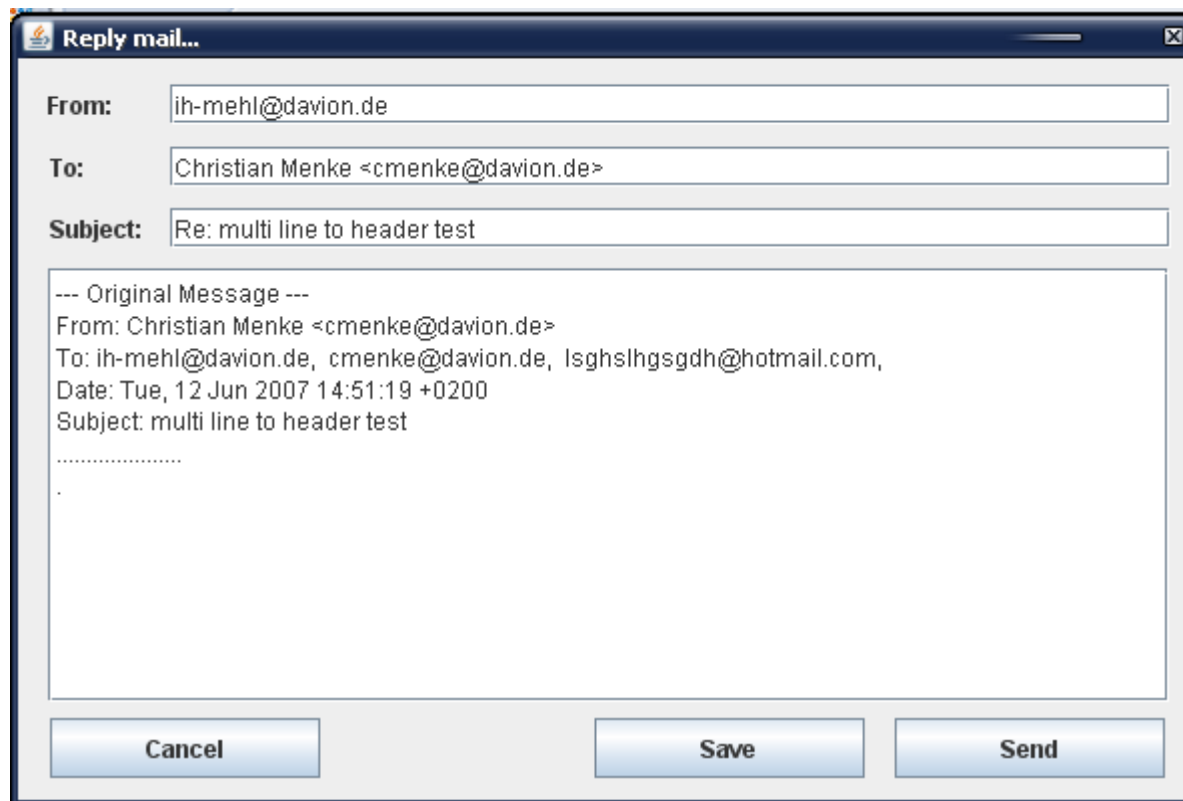 Reply mail...
From: ih-mehl@davion.de
To: Christian Menke <cmenke@davion.de>
Subject: Re: multi line to header test
--- Original Message ---
From: Christian Menke <cmenke@davion.de>
To: ih-mehl@davion.de,  cmenke@davion.de,  lsghslhgsgdh@hotmail.com,
Date: Tue, 12 Jun 2007 14:51:19 +0200
Subject: multi line to header test
.....................
.
Cancel Save Send